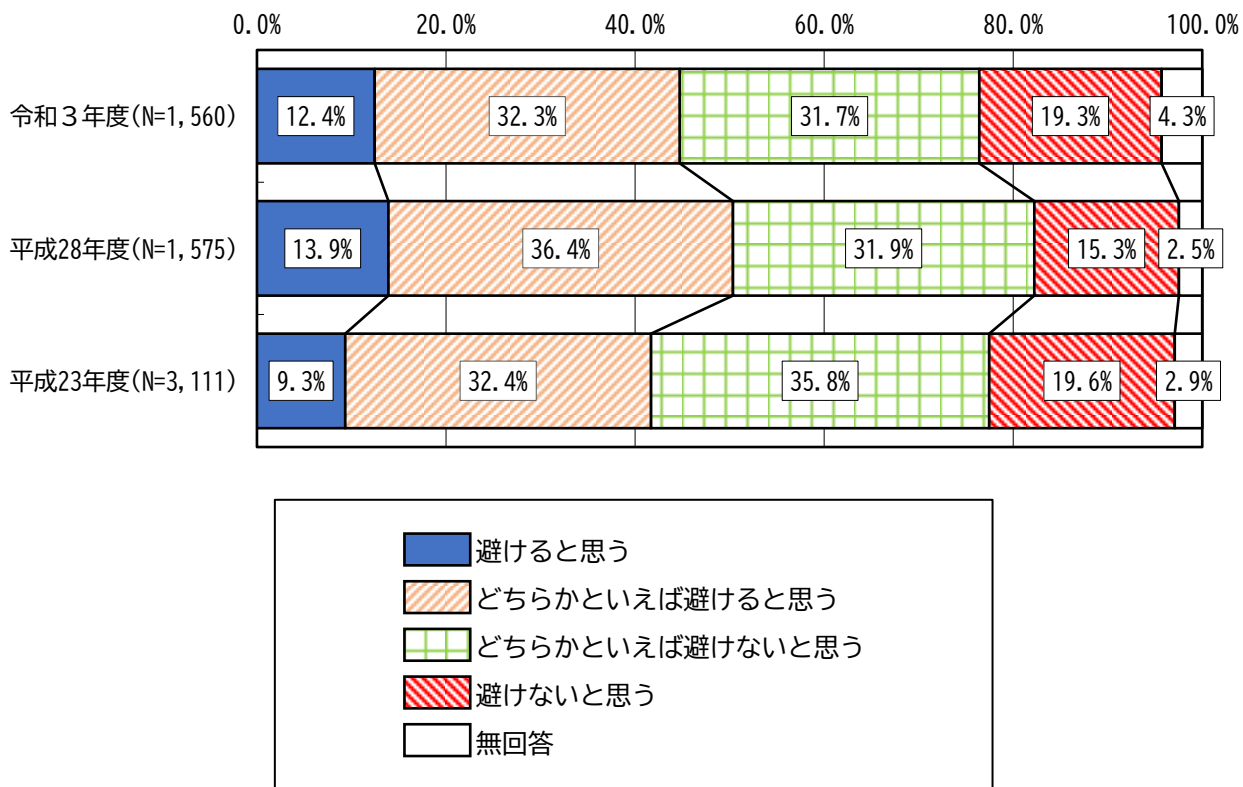 0.0% 20.0% 40.0% 60.0% 80.0% 100.0%
令和3年度(N=1,560) 12.4% 32.3% 31.7% 19.3% 4.3%
平成28年度(N=1,575) 13.9% 36.4% 31.9% 15.3% 2.5%
平成23年度(N=3,111) 9.3% 32.4% 35.8% 19.6% 2.9%
避けると思う
どちらかといえば避けると思う
どちらかといえば避けないと思う
避けないと思う
無回答